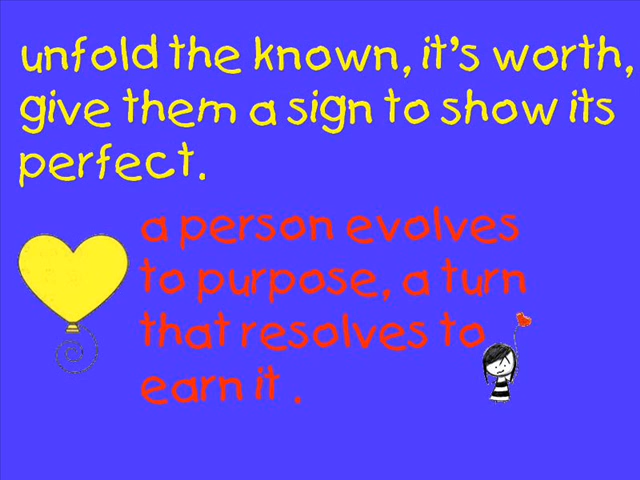 unfold the known, it's worth,
give them a sign to show its
perfect.
a person evolves
to purpose, a turn
that resolves to
earn it .